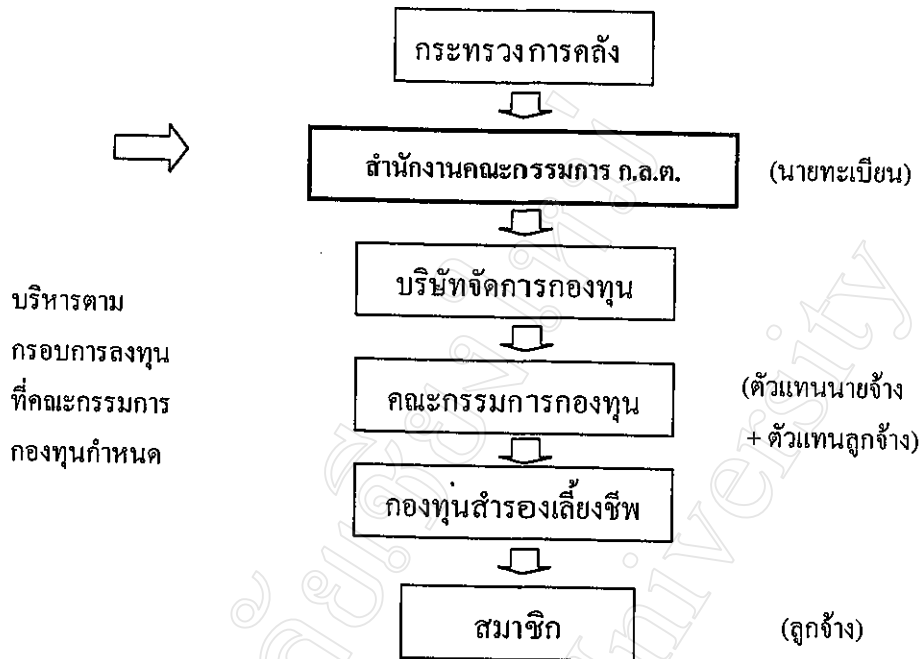 กระทรวงการคลัง
สำนักงานคณะกรรมการ ก.ล.ต.
(นายทะเบียน)
บริษัทจัดการกองทุน
บริหารตาม
กรอบการลงทุน
ที่คณะกรรมการ
กองทุนกำหนด
คณะกรรมการกองทุน
(ตัวแทนนายจ้าง
+ ตัวแทนลูกจ้าง)
กองทุนสำรองเลี้ยงชีพ
สมาชิก
(ลูกจ้าง)
University